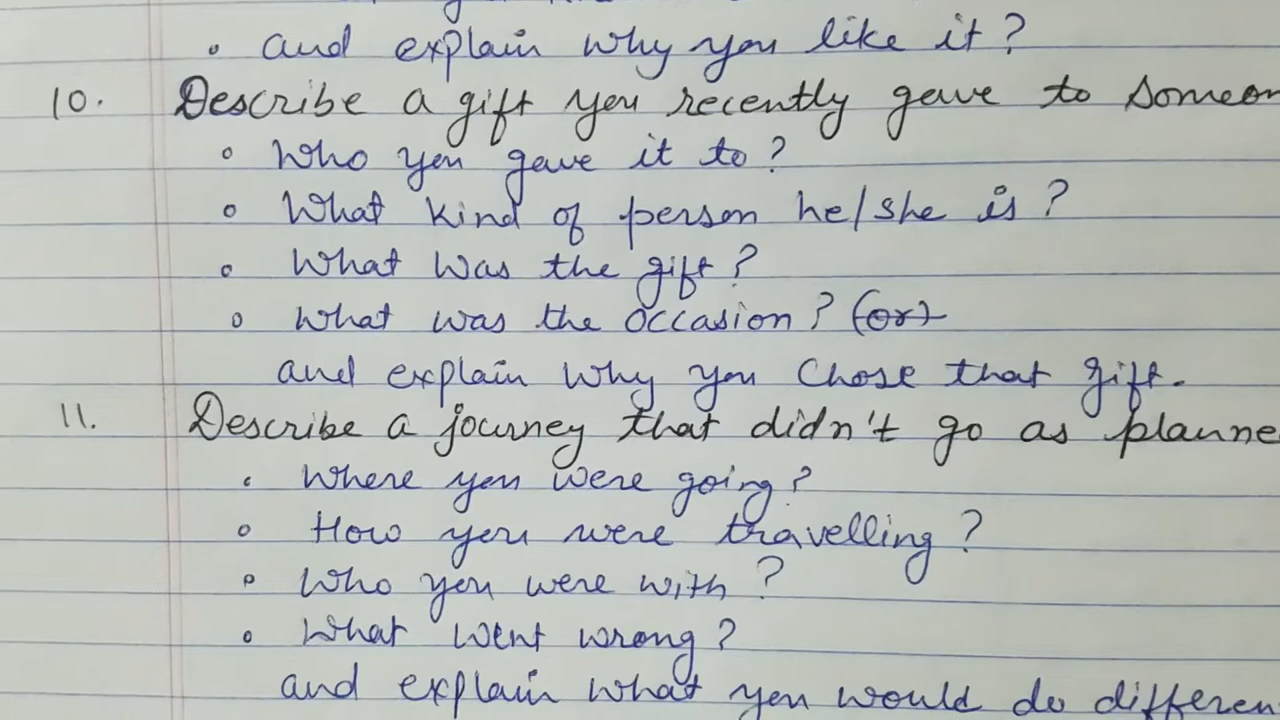 • and explain why you like it?
10. Describe a gift you recently gave to someon
• Who you gave it to?
• What kind of person he/she is?
• What was the gift?
• What was the occasion? (or)
and explain why you chose that gift.
11. Describe a journey that didn't go as planne
• Where you were going?
• How you were travelling?
• Who you were with?
• What went wrong?
and explain what you would do differen